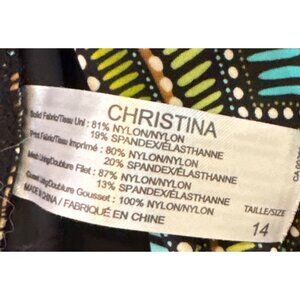 CHRISTINA
Solid Fabric/Tissu Uni : 81% NYLON/NYLON
19% SPANDEX/ÉLASTHANNE
Print Fabric/Tissu Imprimé : 80% NYLON/NYLON
20% SPANDEX/ÉLASTHANNE
Mesh Lining/Doublure Filet : 87% NYLON/NYLON
13% SPANDEX/ÉLASTHANNE
Gusset Lining/Doublure Gousset : 100% NYLON/NYLON
MADE IN CHINA / FABRIQUÉ EN CHINE
TAILLE/SIZE
14